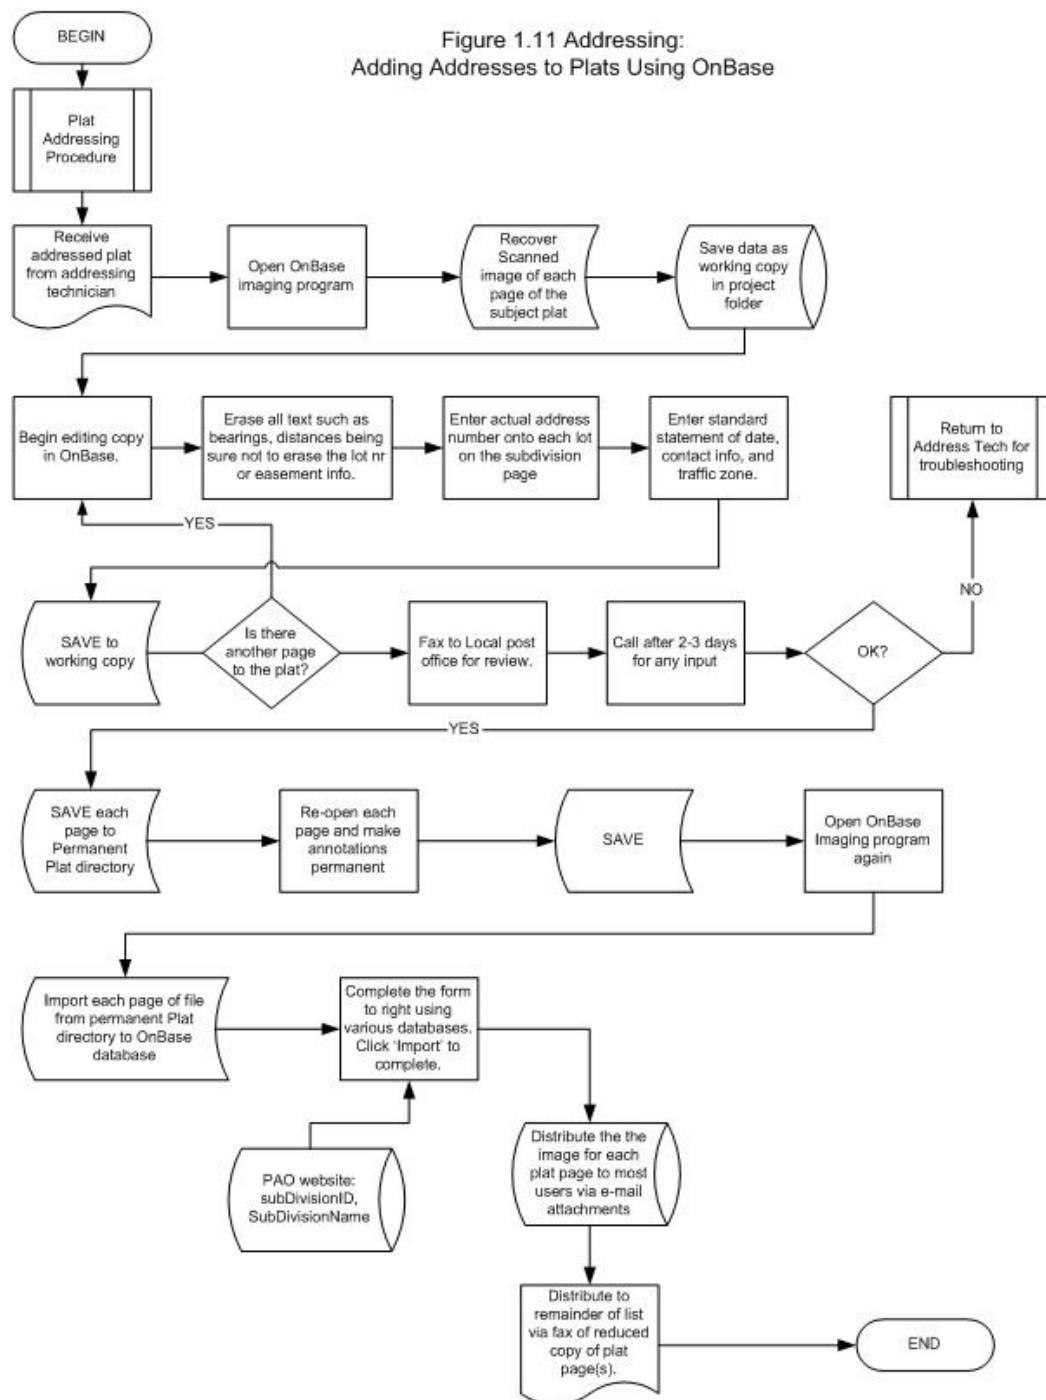 BEGIN
Figure 1.11 Addressing:
Adding Addresses to Plats Using OnBase
Plat
Addressing
Procedure
Receive
addressed plat
from addressing
technician
Open OnBase
imaging program
Recover
Scanned
image of each
page of the
subject plat
Save data as
working copy
in project
folder
Begin editing copy
in OnBase.
Erase all text such as
bearings, distances being
sure not to erase the lot nr
or easement info.
Enter actual address
number onto each lot
on the subdivision
page
Enter standard
statement of date,
contact info, and
traffic zone.
Return to
Address Tech for
troubleshooting
YES
NO
SAVE to
working copy
Is there
another page
to the plat?
Fax to Local post
office for review.
Call after 2-3 days
for any input
OK?
YES
SAVE each
page to
Permanent
Plat directory
Re-open each
page and make
annotations
permanent
SAVE
Open OnBase
Imaging program
again
Import each page of file
from permanent Plat
directory to OnBase
database
Complete the form
to right using
various databases.
Click 'Import' to
complete.
PAO website:
subDivisionID,
SubDivisionName
Distribute the the
image for each
plat page to most
users via e-mail
attachments
Distribute to
remainder of list
via fax of reduced
copy of plat
page(s).
END